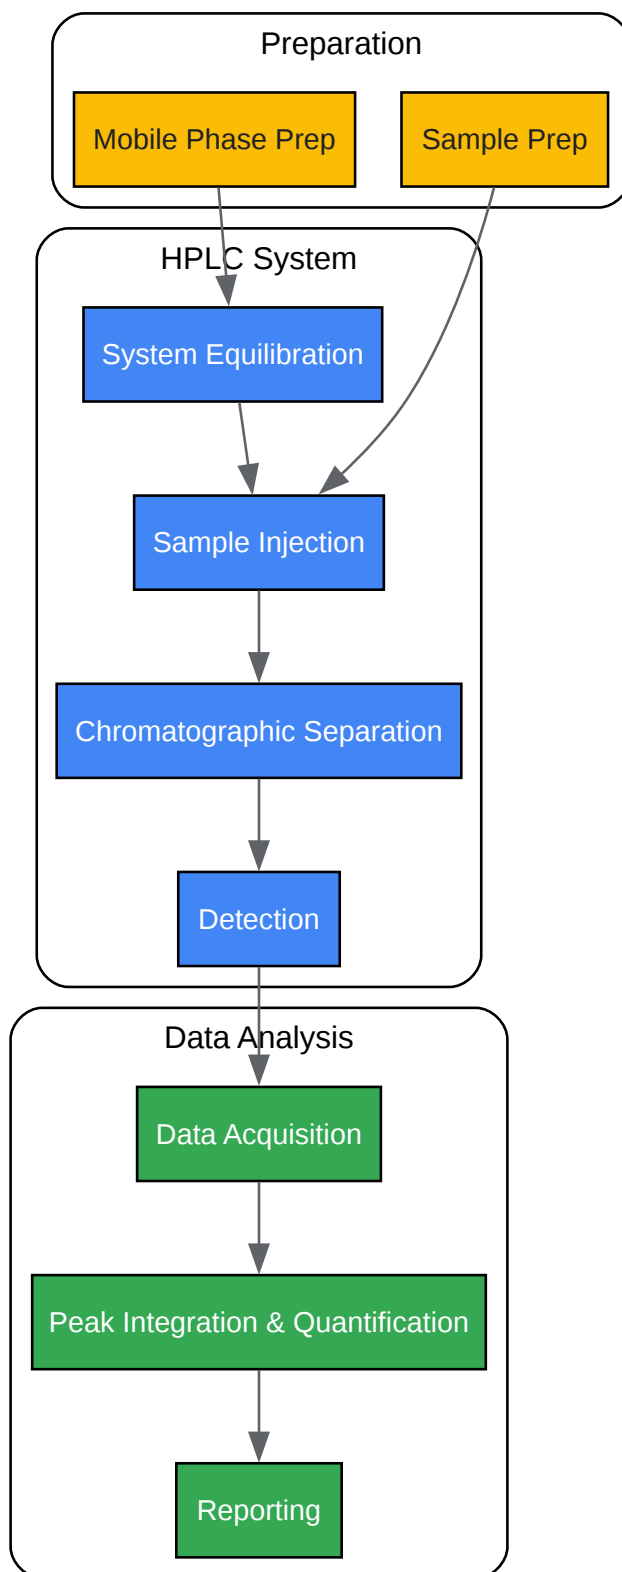 Preparation
Mobile Phase Prep
Sample Prep
HPLC System
System Equilibration
Sample Injection
Chromatographic Separation
Detection
Data Analysis
Data Acquisition
Peak Integration & Quantification
Reporting